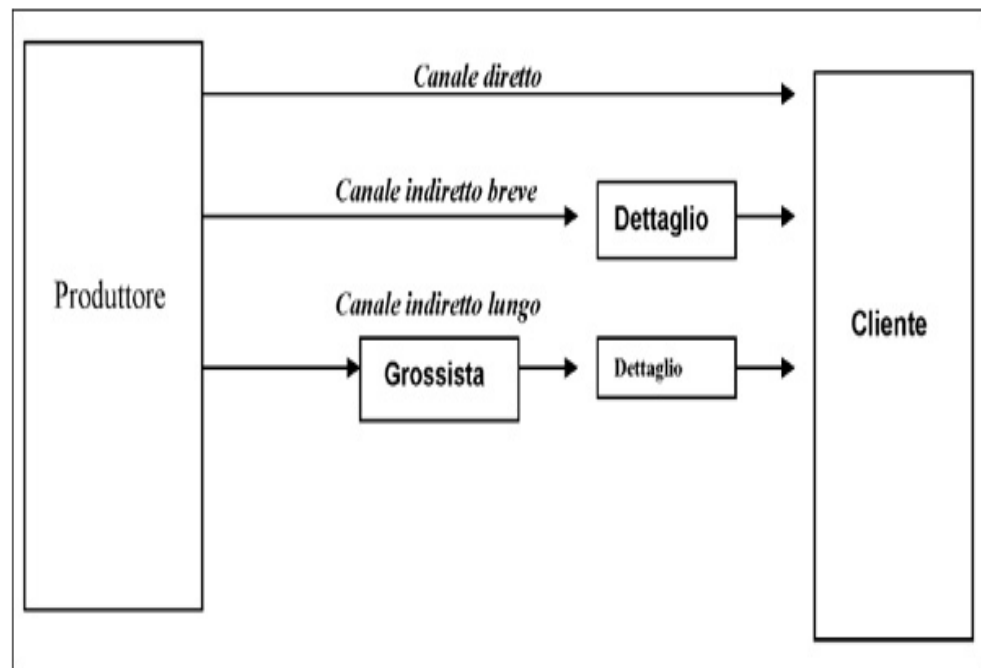 Canale diretto
Canale indiretto breve
Dettaglio
Produttore
Canale indiretto lungo
Cliente
Grossista
Dettaglio